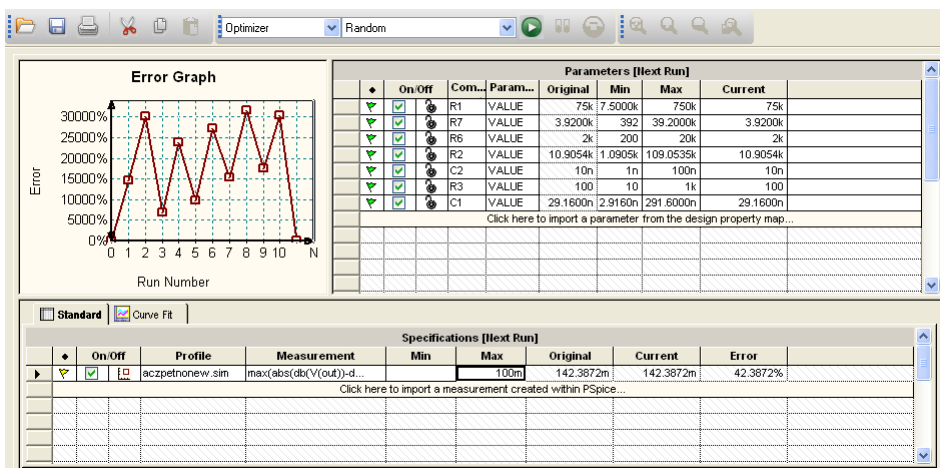 Optimizer Random
Error Graph
Error
30000%
25000%
20000%
15000%
10000%
5000%
0%
0 1 2 3 4 5 6 7 8 9 10 N
Run Number
Parameters [Next Run]
On/Off Com... Param... Original Min Max Current
R1 VALUE 75k 7.5000k 750k 75k
R7 VALUE 3.9200k 392 39.2000k 3.9200k
R6 VALUE 2k 200 20k 2k
R2 VALUE 10.9054k 1.0905k 109.0535k 10.9054k
C2 VALUE 10n 1n 100n 10n
R3 VALUE 100 10 1k 100
C1 VALUE 29.1600n 2.9160n 291.6000n 29.1600n
Click here to import a parameter from the design property map...
Standard Curve Fit
Specifications [Next Run]
On/Off Profile Measurement Min Max Original Current Error
aczpetnonew.sim max(abs(db(V(out))-d... 100m 142.3872m 142.3872m 42.3872%
Click here to import a measurement created within PSpice...